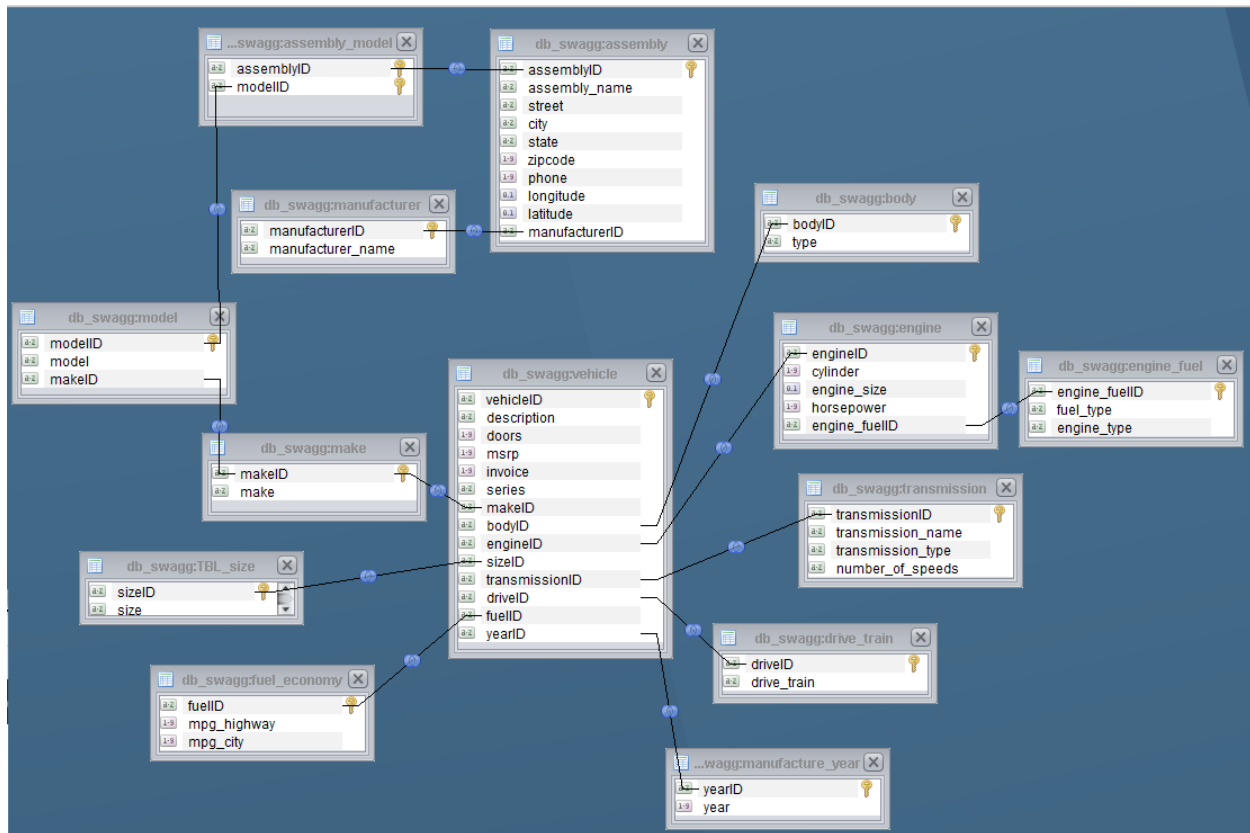 ...swagg:assembly_model
assemblyID
modelID
db_swagg:assembly
assemblyID
assembly_name
street
city
state
zipcode
phone
longitude
latitude
manufacturerID
db_swagg:manufacturer
manufacturerID
manufacturer_name
db_swagg:body
bodyID
type
db_swagg:model
modelID
model
makeID
db_swagg:engine
engineID
cylinder
engine_size
horsepower
engine_fuelID
db_swagg:engine_fuel
engine_fuelID
fuel_type
engine_type
db_swagg:vehicle
vehicleID
description
doors
msrp
invoice
series
makeID
bodyID
engineID
sizeID
transmissionID
driveID
fuelID
yearID
db_swagg:make
makeID
make
db_swagg:transmission
transmissionID
transmission_name
transmission_type
number_of_speeds
db_swagg:TBL_size
sizeID
size
db_swagg:drive_train
driveID
drive_train
db_swagg:fuel_economy
fuelID
mpg_highway
mpg_city
...wagg:manufacture_year
yearID
year